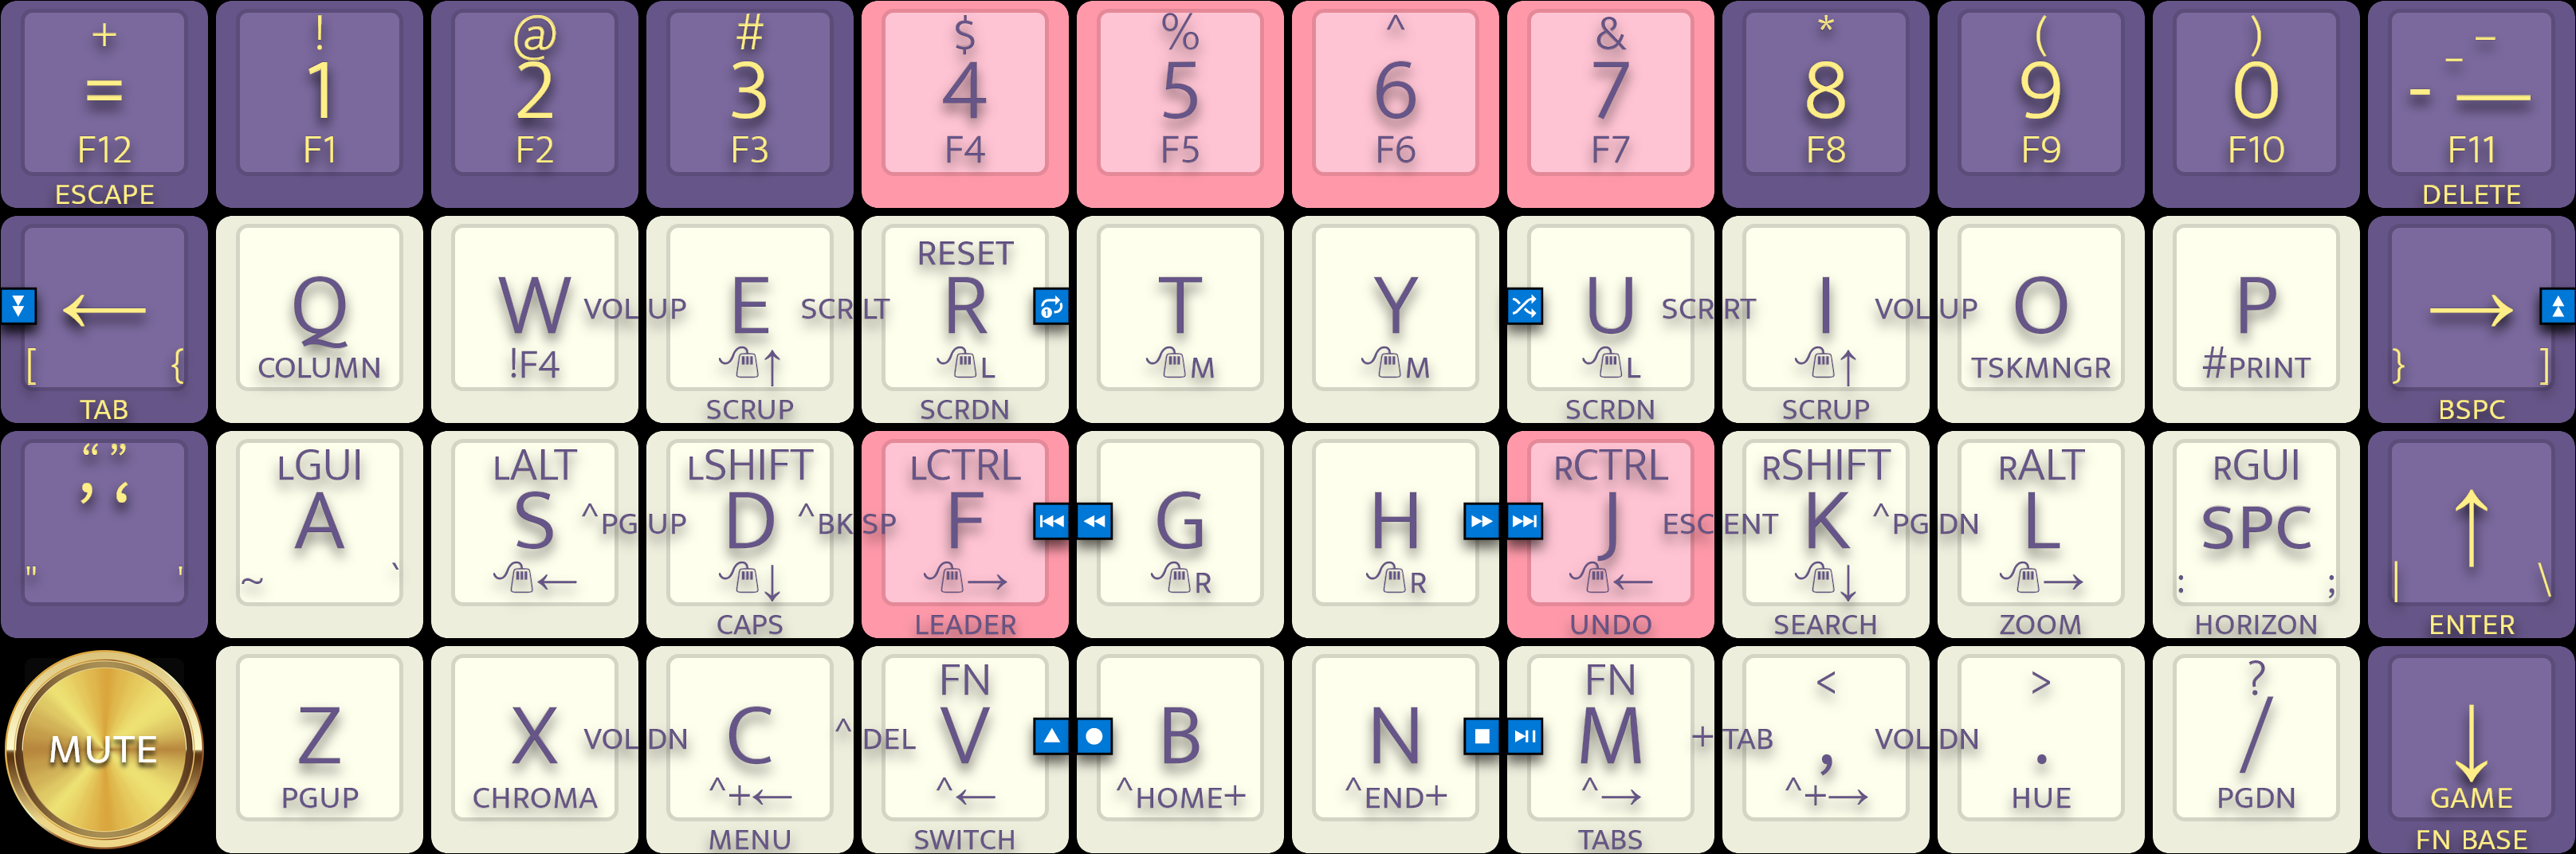 + ! @ # $ % ^ & * ( ) _ –
= 1 2 3 4 5 6 7 8 9 0 - —
F12 F1 F2 F3 F4 F5 F6 F7 F8 F9 F10 F11
ESCAPE DELETE
RESET
← Q W VOL UP E SCR LT R T Y U SCR RT I VOL UP O P →
[ { COLUMN !F4 ↑ L M M L ↑ TSKMNGR #PRINT } ]
TAB SCRUP SCRDN SCRDN SCRUP BSPC
“ ” LGUI LALT LSHIFT LCTRL RCTRL RSHIFT RALT RGUI
’ ‘ A S ^PG UP D ^BK SP F G H J ESC ENT K ^PG DN L SPC ↑
" ' ~ ` ← ↓ → R R ← ↓ → : ; | \
CAPS LEADER UNDO SEARCH ZOOM HORIZON ENTER
FN FN < > ?
MUTE Z X VOL DN C ^ DEL V B N M + TAB , VOL DN . / ↓
PGUP CHROMA ^+← ^← ^HOME+ ^END+ ^→ ^+→ HUE PGDN GAME
MENU SWITCH TABS FN BASE